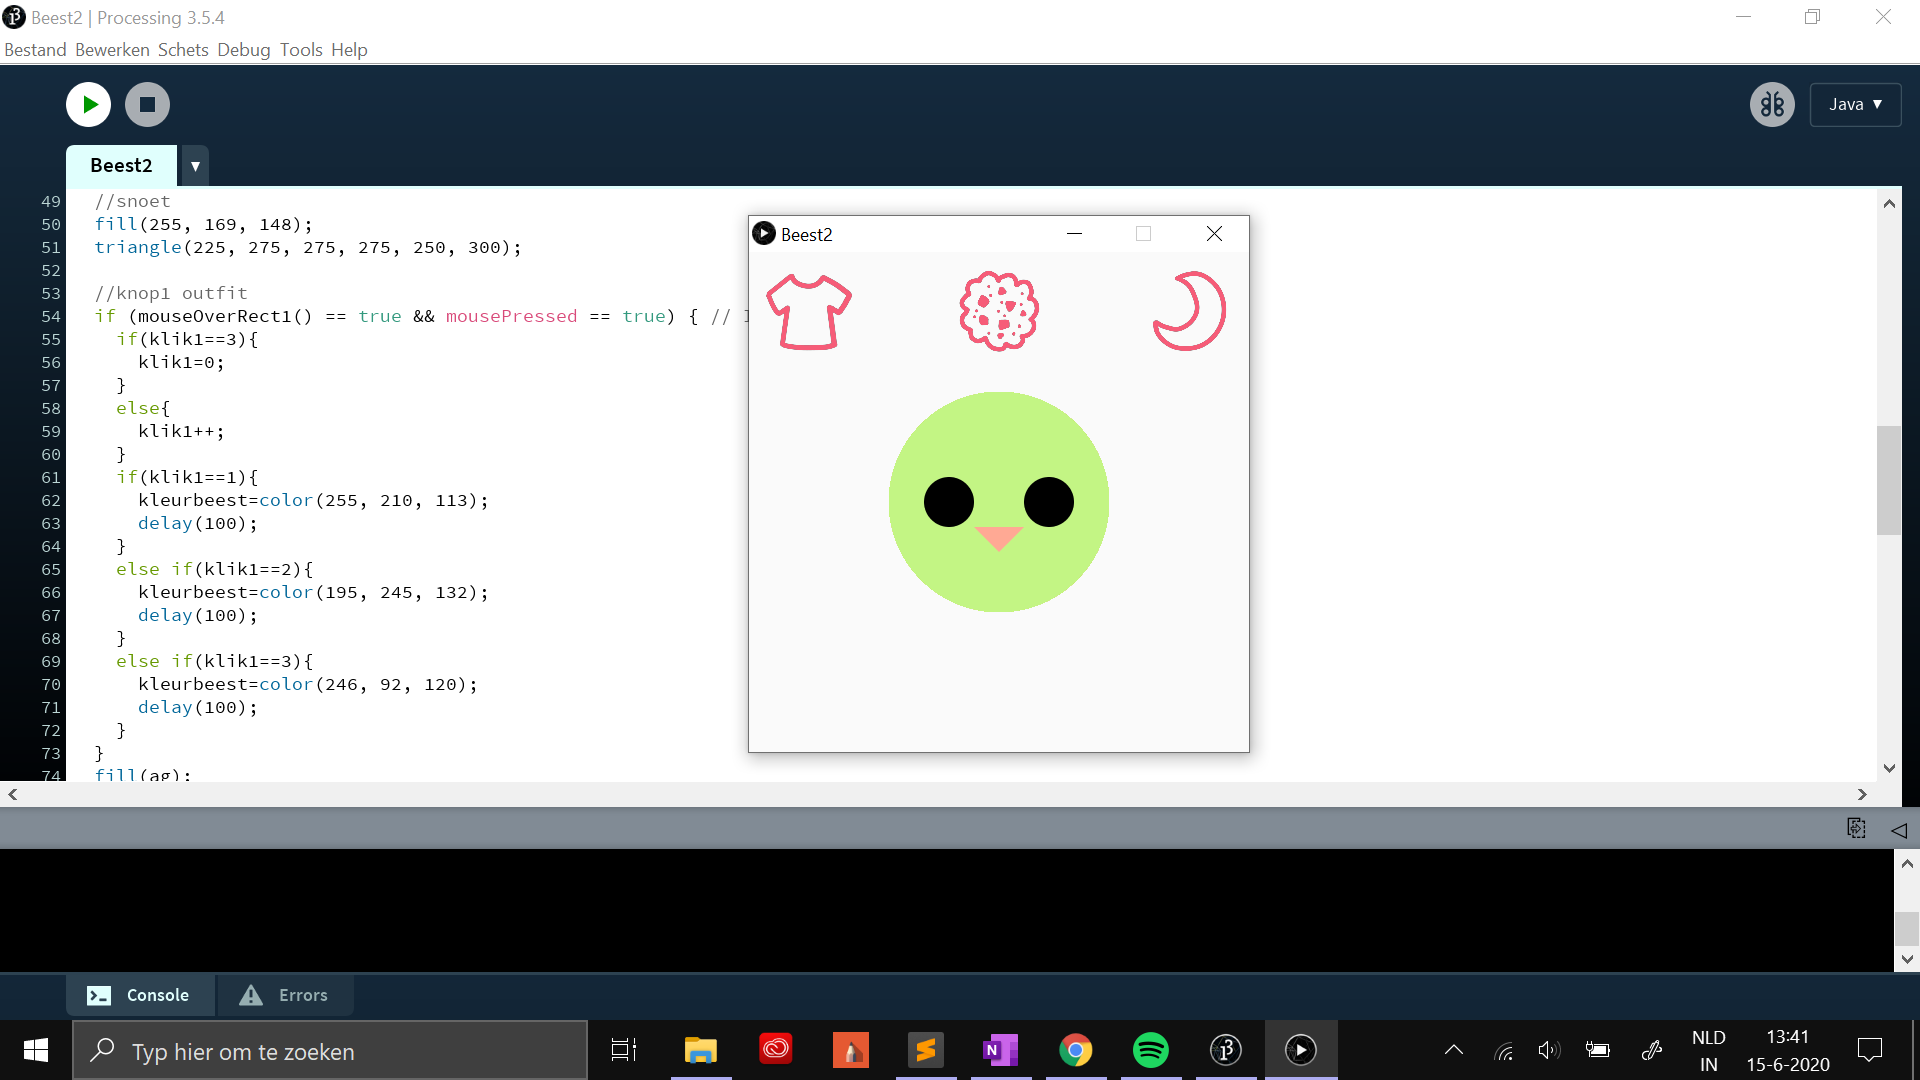 Beest2 | Processing 3.5.4
Bestand Bewerken Schets Debug Tools Help
Java ▼
Beest2 ▼
49 //snoet
50 fill(255, 169, 148);
51 triangle(225, 275, 275, 275, 250, 300);
52
53 //knop1 outfit
54 if (mouseOverRect1() == true && mousePressed == true) { //
55 if(klik1==3){
56 klik1=0;
57 }
58 else{
59 klik1++;
60 }
61 if(klik1==1){
62 kleurbeest=color(255, 210, 113);
63 delay(100);
64 }
65 else if(klik1==2){
66 kleurbeest=color(195, 245, 132);
67 delay(100);
68 }
69 else if(klik1==3){
70 kleurbeest=color(246, 92, 120);
71 delay(100);
72 }
73 }
74 fill(ag);
Beest2
Console
Errors
Typ hier om te zoeken
NLD
IN
13:41
15-6-2020